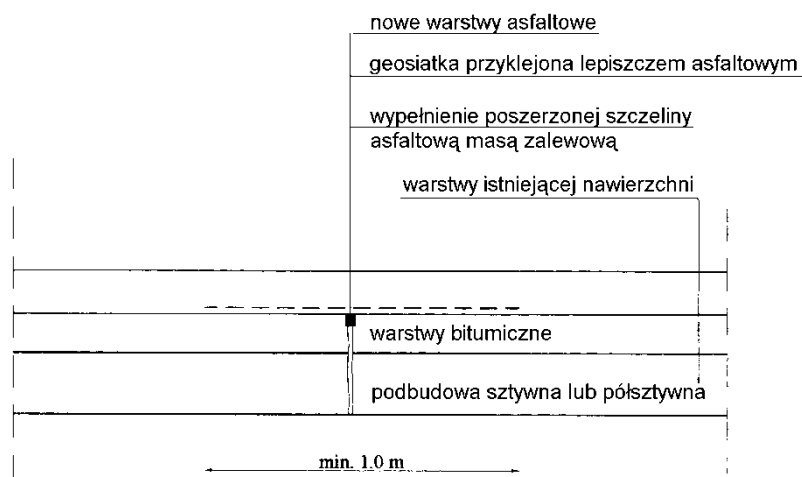 nowe warstwy asfaltowe
geosiatka przyklejona lepiszczem asfaltowym
wypełnienie poszerzonej szczeliny
asfaltową masą zalewową
warstwy istniejącej nawierzchni
warstwy bitumiczne
podbudowa sztywna lub półsztywna
min. 1.0 m